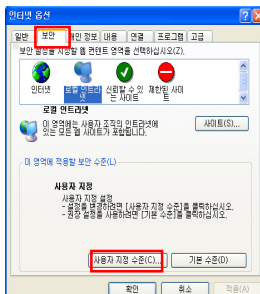 인터넷 옵션
일반 보안 개인 정보 내용 연결 프로그램 고급
보안 설정을 지정할 웹 컨텐트 영역을 선택하십시오(Z).
인터넷 로컬 인트라넷 신뢰할 수 있는 사이트 제한된 사이트
로컬 인트라넷
이 영역에는 사용자 조직의 인트라넷에
있는 모든 웹 사이트가 포함됩니다.
사이트(S)...
이 영역에 적용할 보안 수준(L)
사용자 지정
사용자 지정 설정
- 설정을 변경하려면 [사용자 지정 수준]을 클릭하십시오.
- 권장 설정을 사용하려면 [기본 수준]을 클릭하십시오.
사용자 지정 수준(C)... 기본 수준(D)
확인 취소 적용(A)